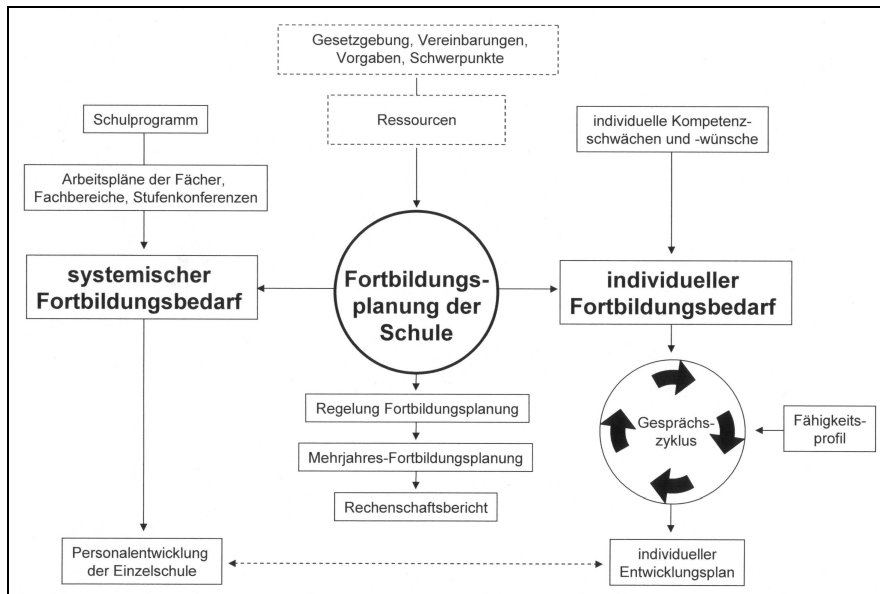 Gesetzgebung, Vereinbarungen,
Vorgaben, Schwerpunkte
Ressourcen
Schulprogramm
Arbeitspläne der Fächer,
Fachbereiche, Stufenkonferenzen
systemischer
Fortbildungsbedarf
Fortbildungs-
planung der
Schule
individuelle Kompetenz-
schwächen und -wünsche
individueller
Fortbildungsbedarf
Regelung Fortbildungsplanung
Mehrjahres-Fortbildungsplanung
Rechenschaftsbericht
Gesprächs-
zyklus
Fähigkeits-
profil
Personalentwicklung
der Einzelschule
individueller
Entwicklungsplan